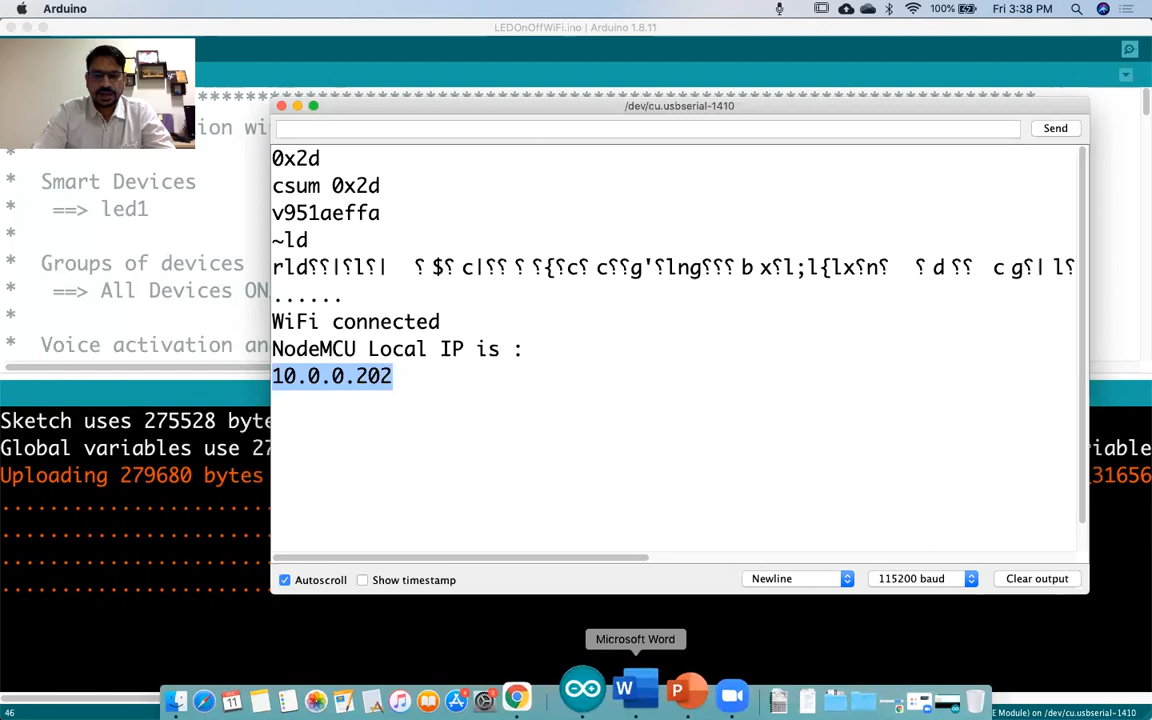 Arduino
100%
Fri 3:38 PM
LEDOnOffWiFi.ino | Arduino 1.8.11
/dev/cu.usbserial-1410
ion wi
Send
*
* Smart Devices
* ==> led1
*
* Groups of devices
* ==> All Devices ON
*
* Voice activation an
0x2d
csum 0x2d
v951aeffa
~ld
......
WiFi connected
NodeMCU Local IP is :
10.0.0.202
Sketch uses 275528 byte
Global variables use 27
iable
Uploading 279680 bytes
31656
Autoscroll
Show timestamp
Newline
115200 baud
Clear output
Microsoft Word
46
E Module) on /dev/cu.usbserial-1410